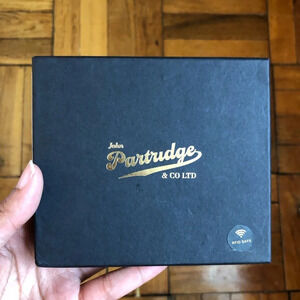 John
Partridge
& CO LTD
RFID SAFE